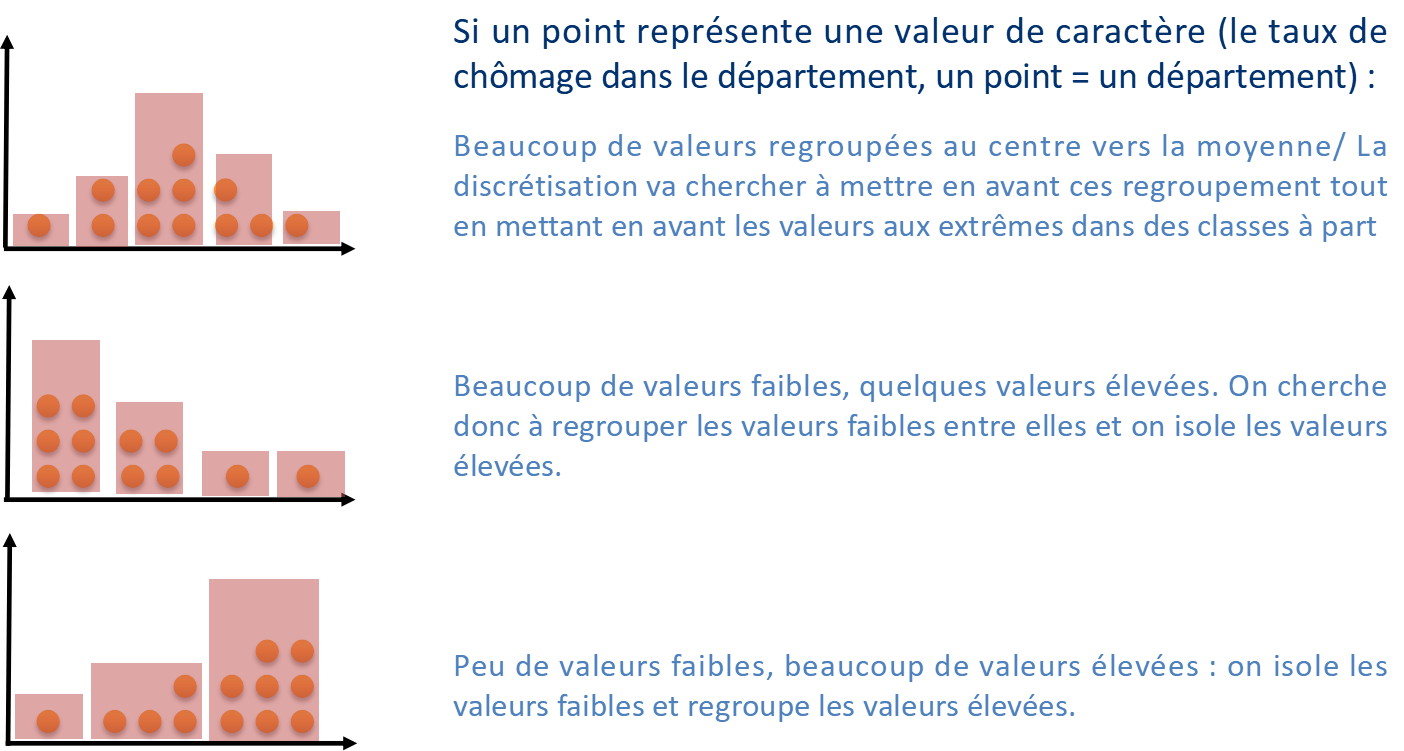 Si un point représente une valeur de caractère (le taux de
chômage dans le département, un point = un département) :
Beaucoup de valeurs regroupées au centre vers la moyenne/ La
discrétisation va chercher à mettre en avant ces regroupement tout
en mettant en avant les valeurs aux extrêmes dans des classes à part
Beaucoup de valeurs faibles, quelques valeurs élevées. On cherche
donc à regrouper les valeurs faibles entre elles et on isole les valeurs
élevées.
Peu de valeurs faibles, beaucoup de valeurs élevées : on isole les
valeurs faibles et regroupe les valeurs élevées.